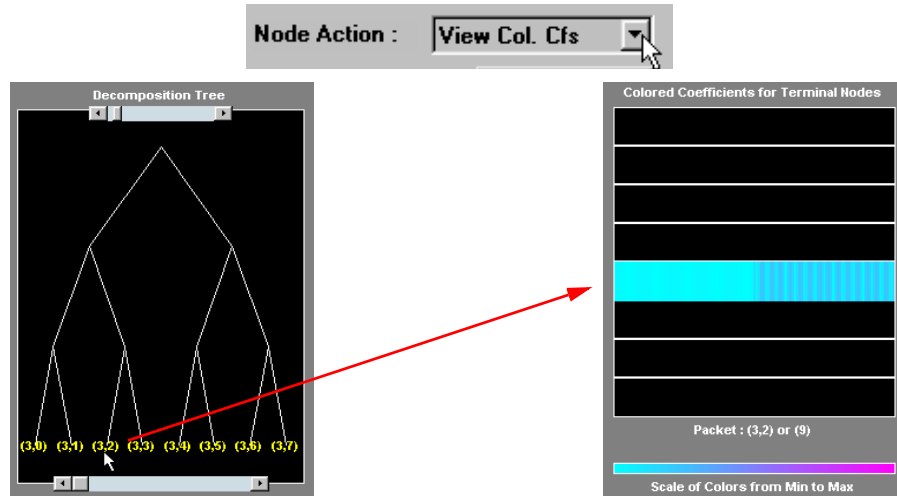 Node Action : View Col. Cfs
Decomposition Tree
(3,0) (3,1) (3,2) (3,3) (3,4) (3,5) (3,6) (3,7)
Colored Coefficients for Terminal Nodes
Packet : (3,2) or (9)
Scale of Colors from Min to Max